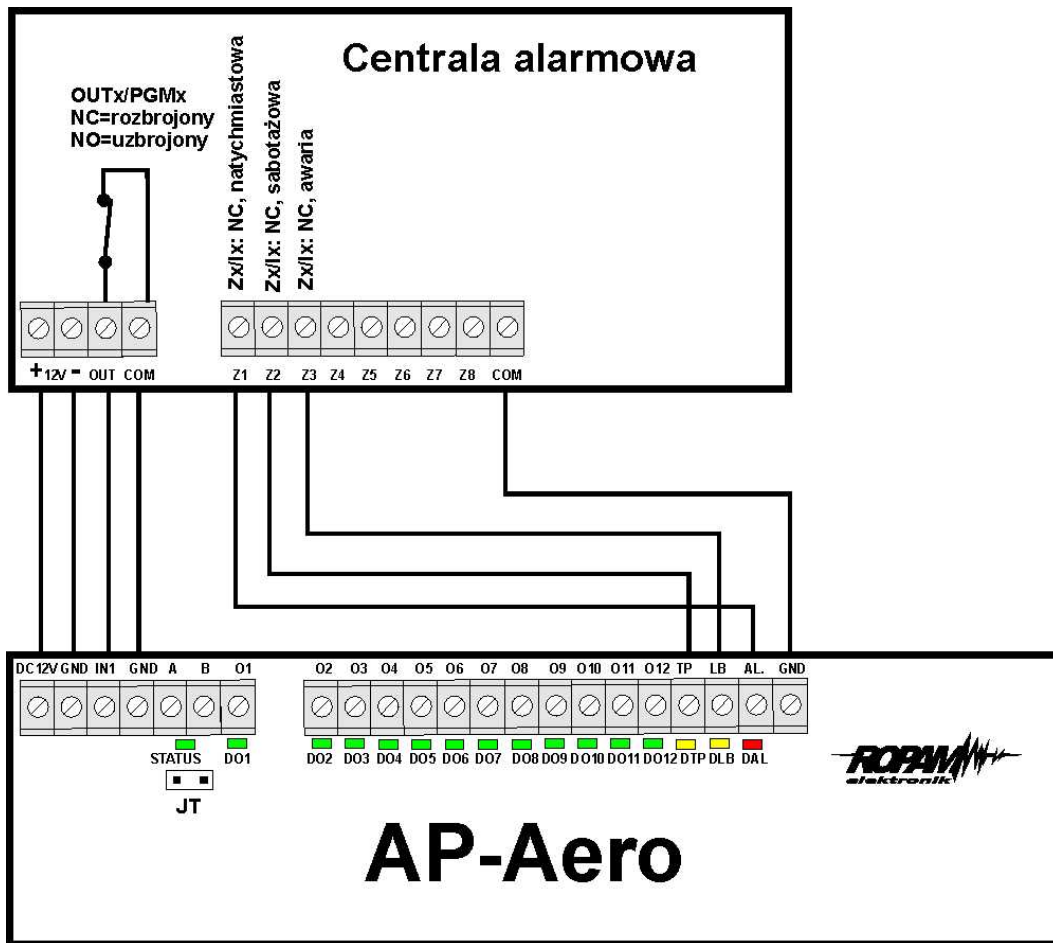 Centrala alarmowa
OUTx/PGMx
NC=rozbrojony
NO=uzbrojony
Zx/Ix: NC, natychmiastowa
Zx/Ix: NC, sabotażowa
Zx/Ix: NC, awaria
+ 12V - OUT COM
Z1 Z2 Z3 Z4 Z5 Z6 Z7 Z8 COM
DC12V GND IN1 GND A B O1
O2 O3 O4 O5 O6 O7 O8 O9 O10 O11 O12 TP LB AL. GND
STATUS DO1
DO2 DO3 DO4 DO5 DO6 DO7 DO8 DO9 DO10 DO11 DO12 DTP DLB DAL
JT
ROPAM
elektronik
AP-Aero